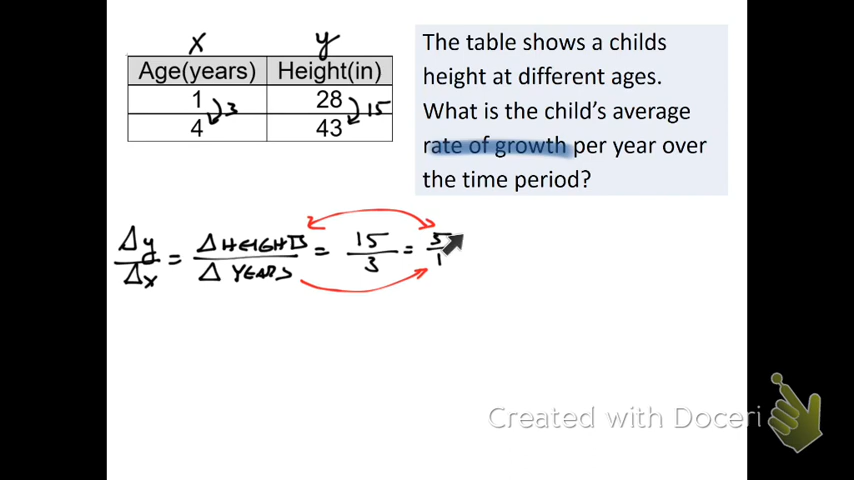 x y
Age(years) Height(in)
1 28
3 15
4 43
The table shows a childs
height at different ages.
What is the child's average
rate of growth per year over
the time period?
Δy/Δx = Δ HEIGHTS/Δ YEARS = 15/3 = 5/1
Created with Doceri